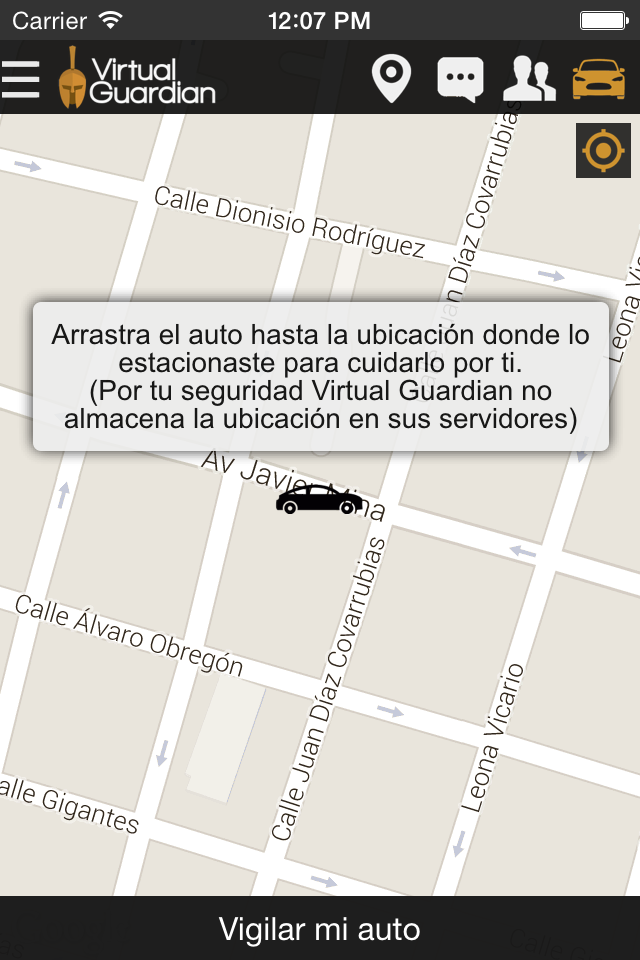 Carrier 12:07 PM
Virtual
Guardian
Calle Dionisio Rodríguez
Díaz Covarrubias
Leona
Arrastra el auto hasta la ubicación donde lo
estacionaste para cuidarlo por ti.
(Por tu seguridad Virtual Guardian no
almacena la ubicación en sus servidores)
Av Javier Mina
Calle Álvaro Obregón
Calle Juan Díaz Covarrubias
Leona Vicario
alle Gigantes
Vigilar mi auto